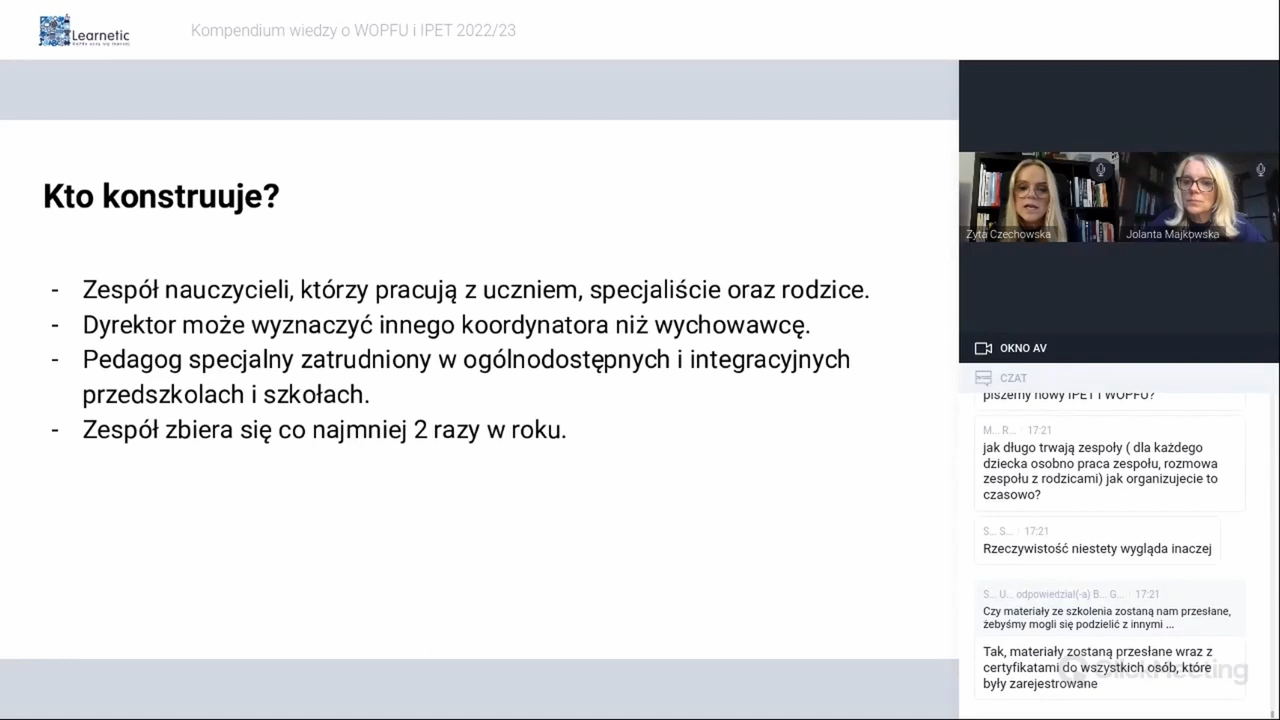 Learnetic
Kompendium wiedzy o WOPFU i IPET 2022/23
Kto konstruuje?
- Zespół nauczycieli, którzy pracują z uczniem, specjaliście oraz rodzice.
- Dyrektor może wyznaczyć innego koordynatora niż wychowawcę.
- Pedagog specjalny zatrudniony w ogólnodostępnych i integracyjnych
przedszkolach i szkołach.
- Zespół zbiera się co najmniej 2 razy w roku.
Zyta Czechowska
Jolanta Majkowska
OKNO AV
CZAT
piszemy nowy IPET i WOPFU?
M... R... 17:21
jak długo trwają zespoły ( dla każdego
dziecka osobno praca zespołu, rozmowa
zespołu z rodzicami) jak organizujecie to
czasowo?
S... S... 17:21
Rzeczywistość niestety wygląda inaczej
S... U... odpowiedział(-a) B... G... 17:21
Czy materiały ze szkolenia zostaną nam przesłane,
żebyśmy mogli się podzielić z innymi ...
Tak, materiały zostaną przesłane wraz z
certyfikatami do wszystkich osób, które
były zarejestrowane
ClickMeeting